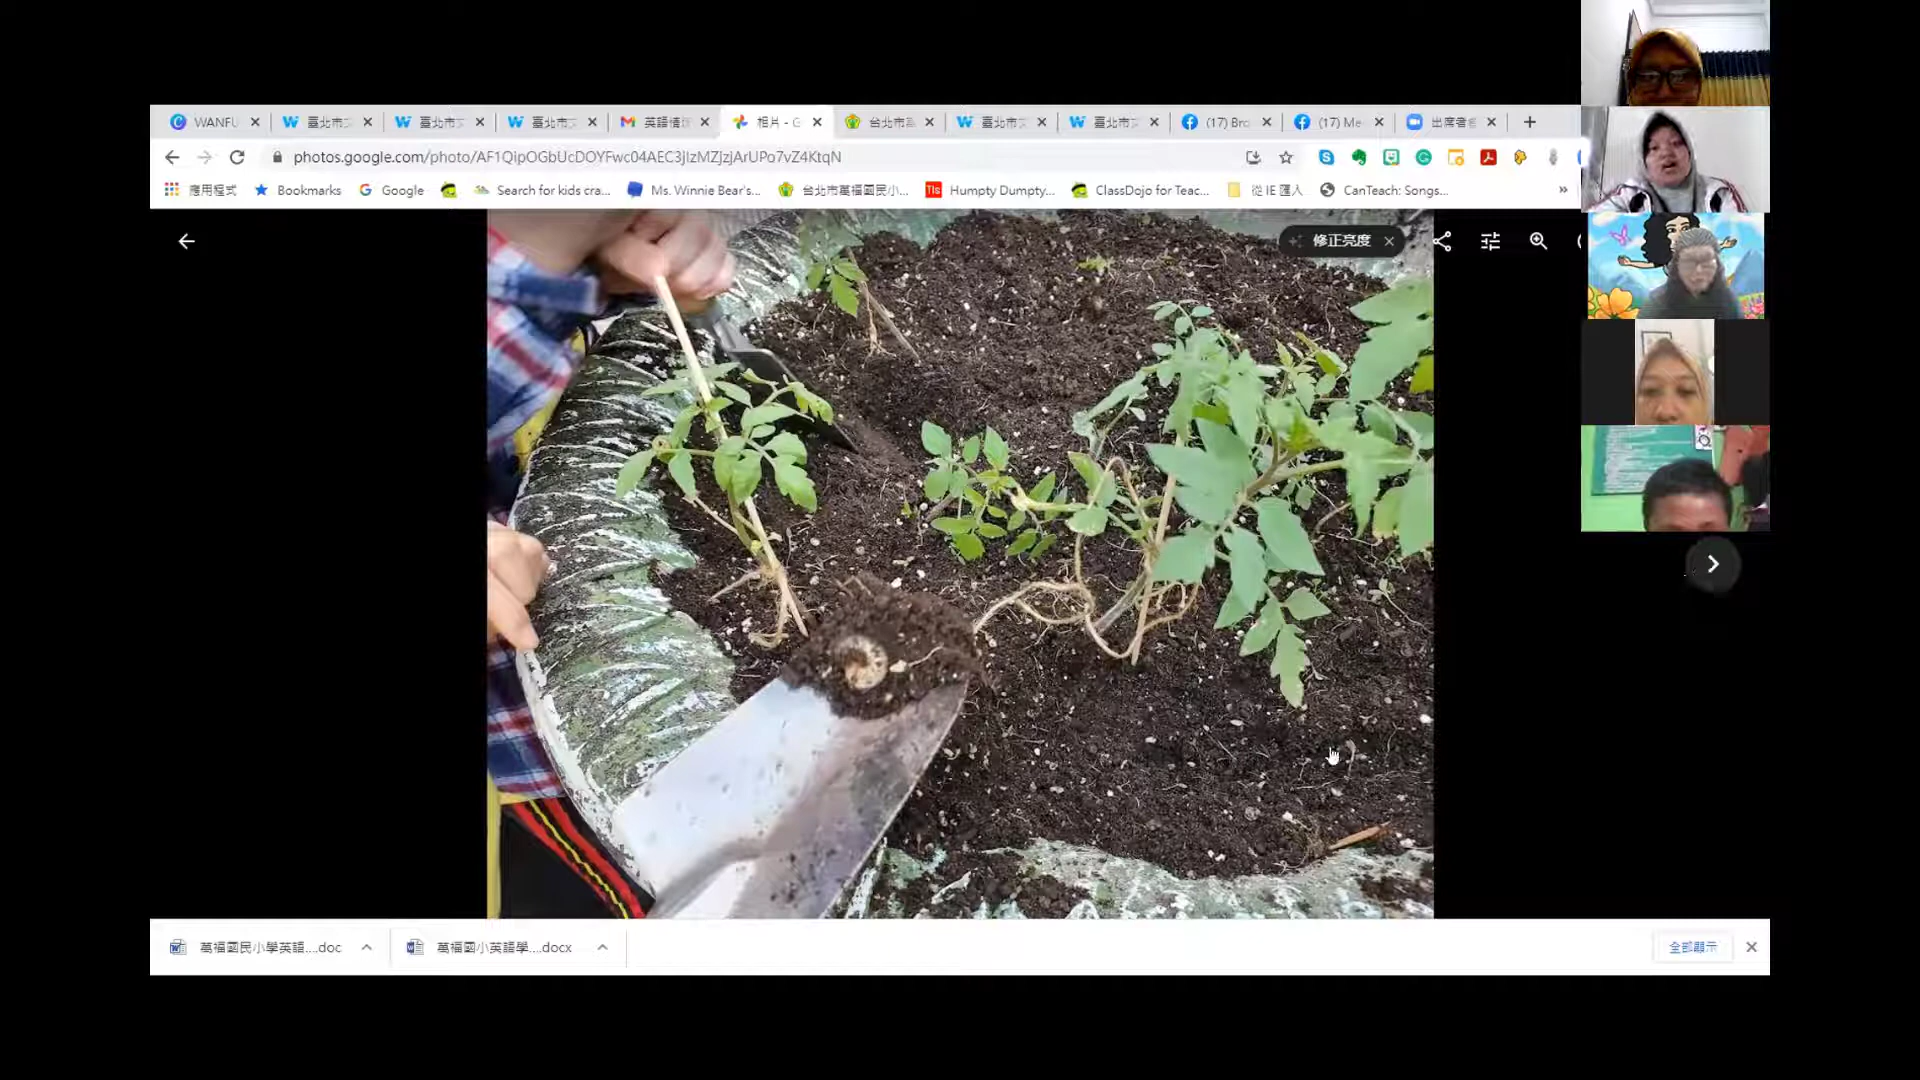 WANFU
臺北市
臺北市
臺北市
相片 - G
台北市
臺北市
臺北市
(17) Bro
(17) Me
出席者
photos.google.com/photo/AF1QipOGbUcDOYFwc04AEC3jIzMZJzjArUPo7vZ4KtqN
應用程式
Bookmarks
Google
Search for kids cra...
Ms. Winnie Bear's...
台北市萬福國民小...
Humpty Dumpty,...
ClassDojo for Teac...
從 IE 匯入
CanTeach: Songs...
修正亮度
萬福國民小學英語....doc
萬福國小英語學....docx
全部顯示